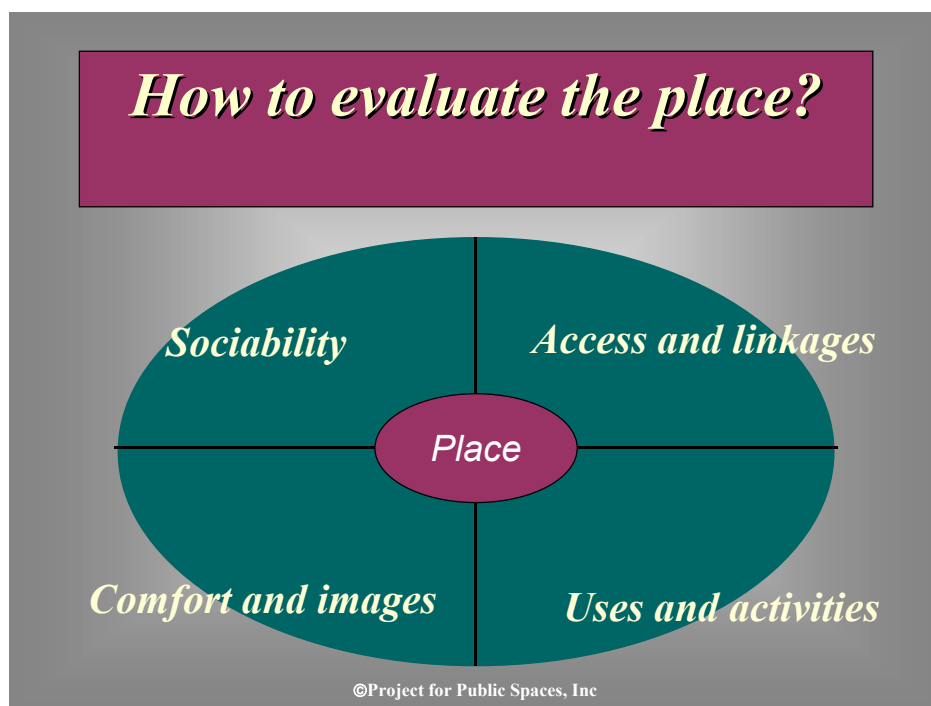 How to evaluate the place?
Sociability
Access and linkages
Place
Comfort and images
Uses and activities
©Project for Public Spaces, Inc